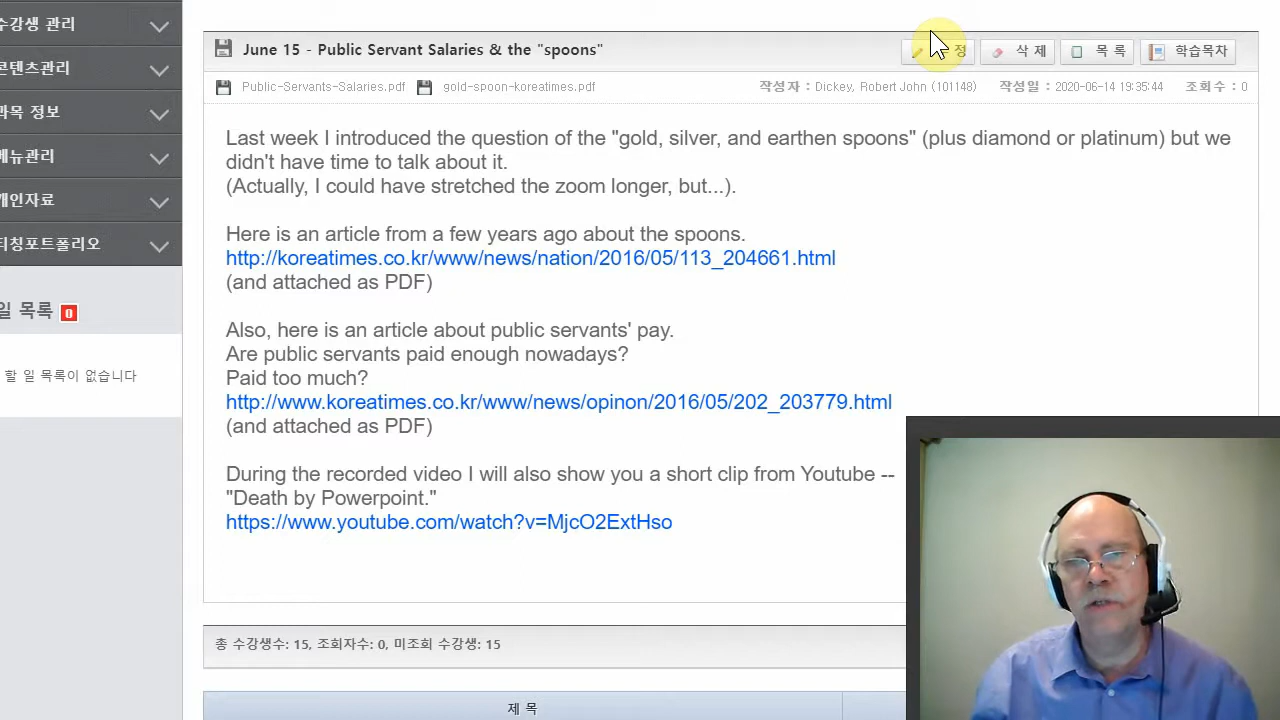 수강생 관리
콘텐츠관리
과목 정보
메뉴관리
개인자료
티칭포트폴리오
일 목록 0
할 일 목록이 없습니다
June 15 - Public Servant Salaries & the "spoons"
정 삭 제 목 록 학습목차
Public-Servants-Salaries.pdf gold-spoon-koreatimes.pdf 작성자 : Dickey, Robert John (101148) 작성일 : 2020-06-14 19:35:44 조회수 : 0
Last week I introduced the question of the "gold, silver, and earthen spoons" (plus diamond or platinum) but we
didn't have time to talk about it.
(Actually, I could have stretched the zoom longer, but...).
Here is an article from a few years ago about the spoons.
http://koreatimes.co.kr/www/news/nation/2016/05/113_204661.html
(and attached as PDF)
Also, here is an article about public servants' pay.
Are public servants paid enough nowadays?
Paid too much?
http://www.koreatimes.co.kr/www/news/opinon/2016/05/202_203779.html
(and attached as PDF)
During the recorded video I will also show you a short clip from Youtube --
"Death by Powerpoint."
https://www.youtube.com/watch?v=MjcO2ExtHso
총 수강생수: 15, 조회자수: 0, 미조회 수강생: 15
제 목